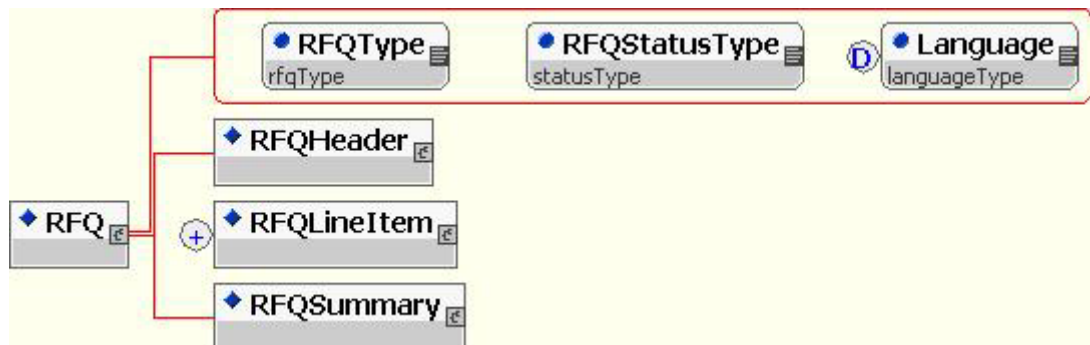 RFQType
rfqType
RFQStatusType
statusType
D
Language
languageType
RFQHeader
RFQ
+
RFQLineItem
RFQSummary